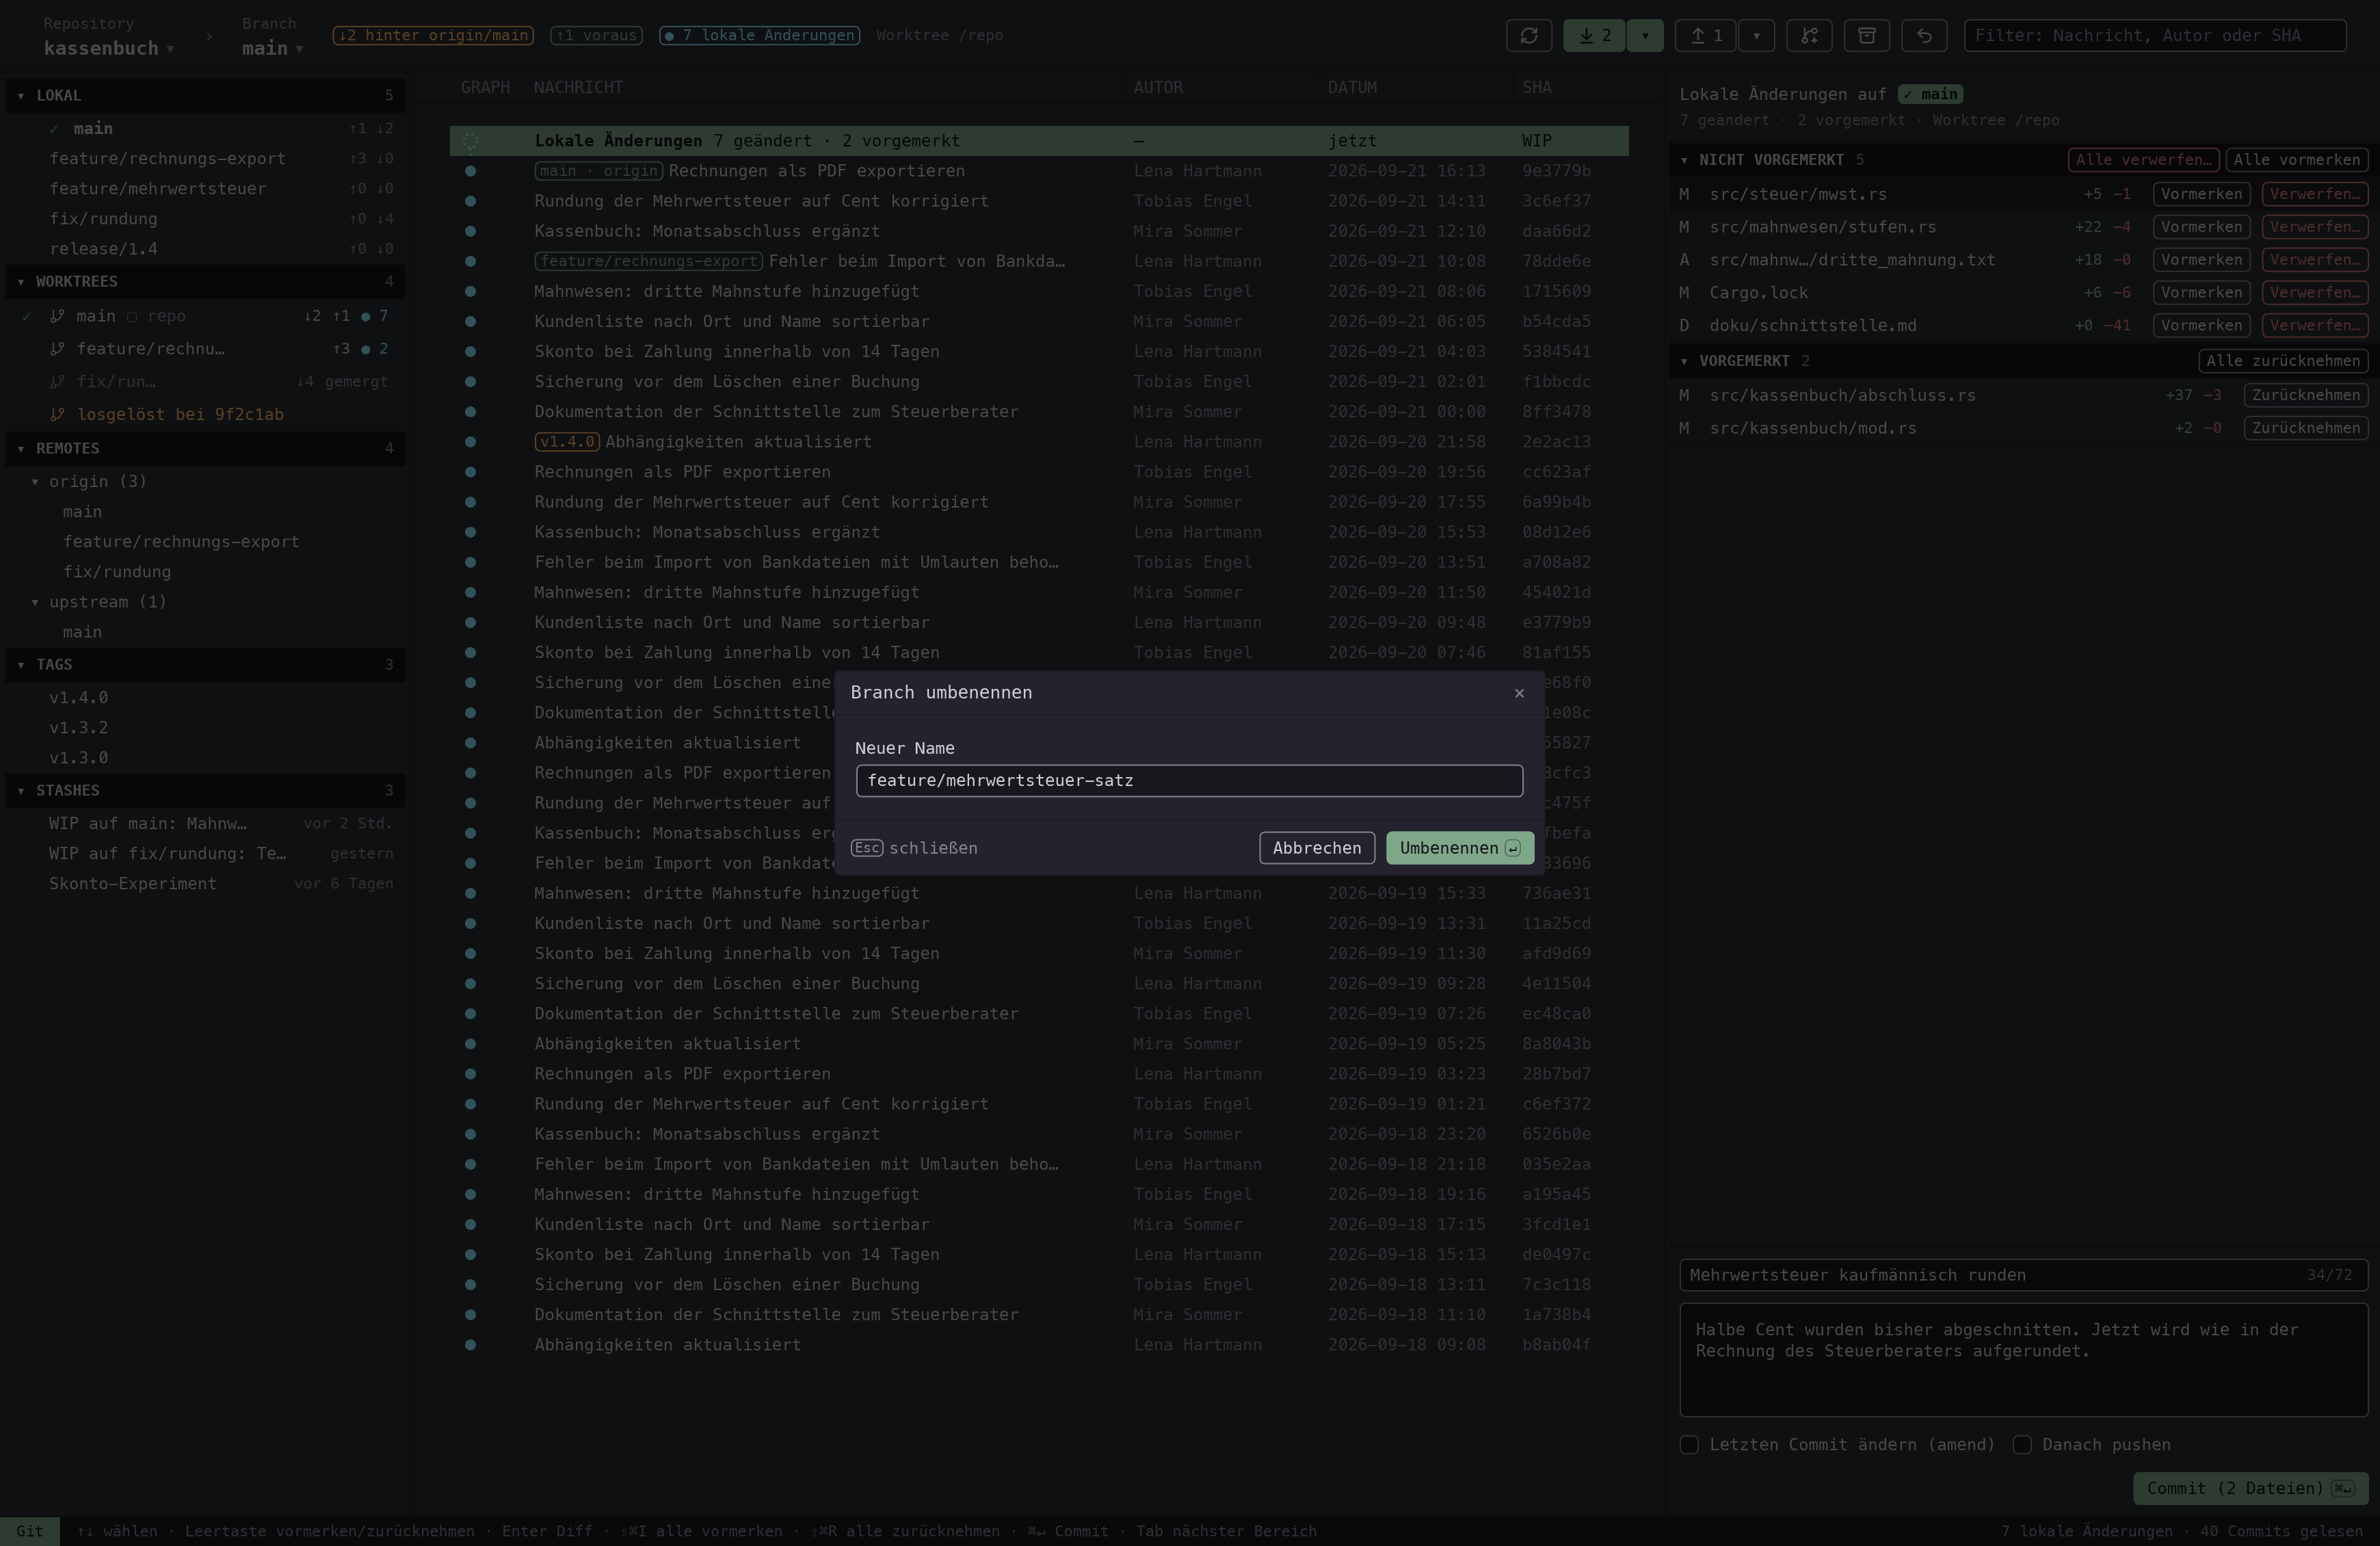 Repository
kassenbuch ▾
›
Branch
main ▾
↓2 hinter origin/main
↑1 voraus
● 7 lokale Änderungen
Worktree /repo
↓ 2 ▾
↑ 1 ▾
Filter: Nachricht, Autor oder SHA
▾ LOKAL 5
✓ main ↑1 ↓2
feature/rechnungs-export ↑3 ↓0
feature/mehrwertsteuer ↑0 ↓0
fix/rundung ↑0 ↓4
release/1.4 ↑0 ↓0
▾ WORKTREES 4
✓ main ▢ repo ↓2 ↑1 ● 7
feature/rechnu… ↑3 ● 2
fix/run… ↓4 gemergt
losgelöst bei 9f2c1ab
▾ REMOTES 4
▾ origin (3)
main
feature/rechnungs-export
fix/rundung
▾ upstream (1)
main
▾ TAGS 3
v1.4.0
v1.3.2
v1.3.0
▾ STASHES 3
WIP auf main: Mahnw… vor 2 Std.
WIP auf fix/rundung: Te… gestern
Skonto-Experiment vor 6 Tagen
GRAPH NACHRICHT AUTOR DATUM SHA
Lokale Änderungen 7 geändert · 2 vorgemerkt — jetzt WIP
main · origin Rechnungen als PDF exportieren Lena Hartmann 2026-09-21 16:13 9e3779b
Rundung der Mehrwertsteuer auf Cent korrigiert Tobias Engel 2026-09-21 14:11 3c6ef37
Kassenbuch: Monatsabschluss ergänzt Mira Sommer 2026-09-21 12:10 daa66d2
feature/rechnungs-export Fehler beim Import von Bankda… Lena Hartmann 2026-09-21 10:08 78dde6e
Mahnwesen: dritte Mahnstufe hinzugefügt Tobias Engel 2026-09-21 08:06 1715609
Kundenliste nach Ort und Name sortierbar Mira Sommer 2026-09-21 06:05 b54cda5
Skonto bei Zahlung innerhalb von 14 Tagen Lena Hartmann 2026-09-21 04:03 5384541
Sicherung vor dem Löschen einer Buchung Tobias Engel 2026-09-21 02:01 f1bbcdc
Dokumentation der Schnittstelle zum Steuerberater Mira Sommer 2026-09-21 00:00 8ff3478
v1.4.0 Abhängigkeiten aktualisiert Lena Hartmann 2026-09-20 21:58 2e2ac13
Rechnungen als PDF exportieren Tobias Engel 2026-09-20 19:56 cc623af
Rundung der Mehrwertsteuer auf Cent korrigiert Mira Sommer 2026-09-20 17:55 6a99b4b
Kassenbuch: Monatsabschluss ergänzt Lena Hartmann 2026-09-20 15:53 08d12e6
Fehler beim Import von Bankdateien mit Umlauten beho… Tobias Engel 2026-09-20 13:51 a708a82
Mahnwesen: dritte Mahnstufe hinzugefügt Mira Sommer 2026-09-20 11:50 454021d
Kundenliste nach Ort und Name sortierbar Lena Hartmann 2026-09-20 09:48 e3779b9
Skonto bei Zahlung innerhalb von 14 Tagen Tobias Engel 2026-09-20 07:46 81af155
Sicherung vor dem Löschen eine e68f0
Dokumentation der Schnittstelle 1e08c
Abhängigkeiten aktualisiert 55827
Rechnungen als PDF exportieren 3cfc3
Rundung der Mehrwertsteuer auf c475f
Kassenbuch: Monatsabschluss erg fbefa
Fehler beim Import von Bankdate 33696
Mahnwesen: dritte Mahnstufe hinzugefügt Lena Hartmann 2026-09-19 15:33 736ae31
Kundenliste nach Ort und Name sortierbar Tobias Engel 2026-09-19 13:31 11a25cd
Skonto bei Zahlung innerhalb von 14 Tagen Mira Sommer 2026-09-19 11:30 afd9d69
Sicherung vor dem Löschen einer Buchung Lena Hartmann 2026-09-19 09:28 4e11504
Dokumentation der Schnittstelle zum Steuerberater Tobias Engel 2026-09-19 07:26 ec48ca0
Abhängigkeiten aktualisiert Mira Sommer 2026-09-19 05:25 8a8043b
Rechnungen als PDF exportieren Lena Hartmann 2026-09-19 03:23 28b7bd7
Rundung der Mehrwertsteuer auf Cent korrigiert Tobias Engel 2026-09-19 01:21 c6ef372
Kassenbuch: Monatsabschluss ergänzt Mira Sommer 2026-09-18 23:20 6526b0e
Fehler beim Import von Bankdateien mit Umlauten beho… Lena Hartmann 2026-09-18 21:18 035e2aa
Mahnwesen: dritte Mahnstufe hinzugefügt Tobias Engel 2026-09-18 19:16 a195a45
Kundenliste nach Ort und Name sortierbar Mira Sommer 2026-09-18 17:15 3fcd1e1
Skonto bei Zahlung innerhalb von 14 Tagen Lena Hartmann 2026-09-18 15:13 de0497c
Sicherung vor dem Löschen einer Buchung Tobias Engel 2026-09-18 13:11 7c3c118
Dokumentation der Schnittstelle zum Steuerberater Mira Sommer 2026-09-18 11:10 1a738b4
Abhängigkeiten aktualisiert Lena Hartmann 2026-09-18 09:08 b8ab04f
Branch umbenennen ×
Neuer Name
feature/mehrwertsteuer-satz
Esc schließen Abbrechen Umbenennen ↵
Lokale Änderungen auf ✓ main
7 geändert · 2 vorgemerkt · Worktree /repo
▾ NICHT VORGEMERKT 5 Alle verwerfen… Alle vormerken
M src/steuer/mwst.rs +5 −1 Vormerken Verwerfen…
M src/mahnwesen/stufen.rs +22 −4 Vormerken Verwerfen…
A src/mahnw…/dritte_mahnung.txt +18 −0 Vormerken Verwerfen…
M Cargo.lock +6 −6 Vormerken Verwerfen…
D doku/schnittstelle.md +0 −41 Vormerken Verwerfen…
▾ VORGEMERKT 2 Alle zurücknehmen
M src/kassenbuch/abschluss.rs +37 −3 Zurücknehmen
M src/kassenbuch/mod.rs +2 −0 Zurücknehmen
Mehrwertsteuer kaufmännisch runden 34/72
Halbe Cent wurden bisher abgeschnitten. Jetzt wird wie in der
Rechnung des Steuerberaters aufgerundet.
Letzten Commit ändern (amend) Danach pushen
Commit (2 Dateien) ⌘↵
Git ↑↓ wählen · Leertaste vormerken/zurücknehmen · Enter Diff · ⇧⌘I alle vormerken · ⇧⌘R alle zurücknehmen · ⌘↵ Commit · Tab nächster Bereich
7 lokale Änderungen · 40 Commits gelesen